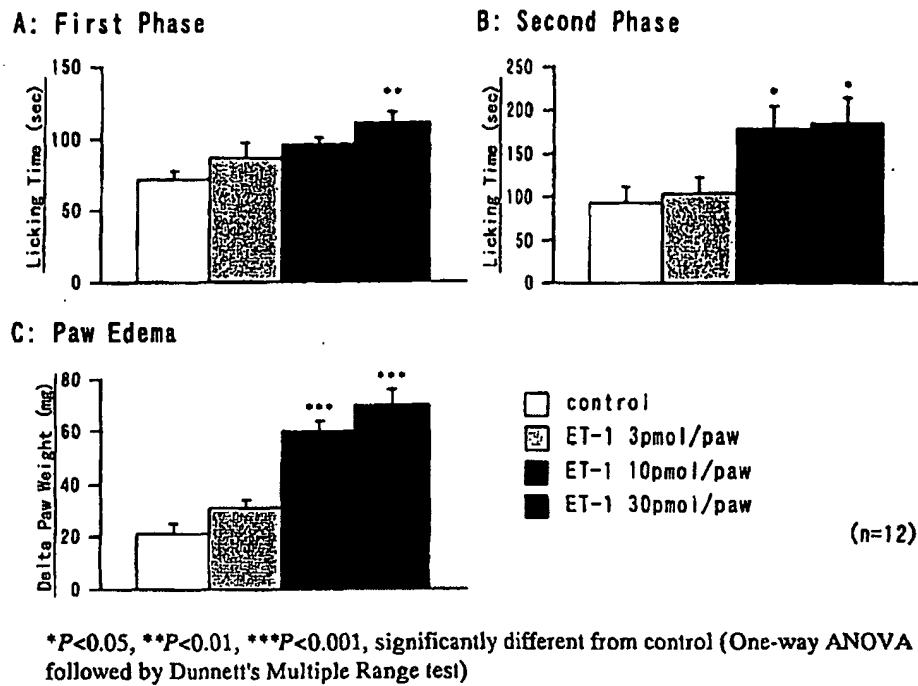 A: First Phase
Licking Time (sec)
150
100
50
0
**
B: Second Phase
Licking Time (sec)
250
200
150
100
50
0
*
*
C: Paw Edema
Delta Paw Weight (mg)
80
60
40
20
0
***
***
control
ET-1 3pmol/paw
ET-1 10pmol/paw
ET-1 30pmol/paw
(n=12)
*P<0.05, **P<0.01, ***P<0.001, significantly different from control (One-way ANOVA
followed by Dunnett's Multiple Range test)